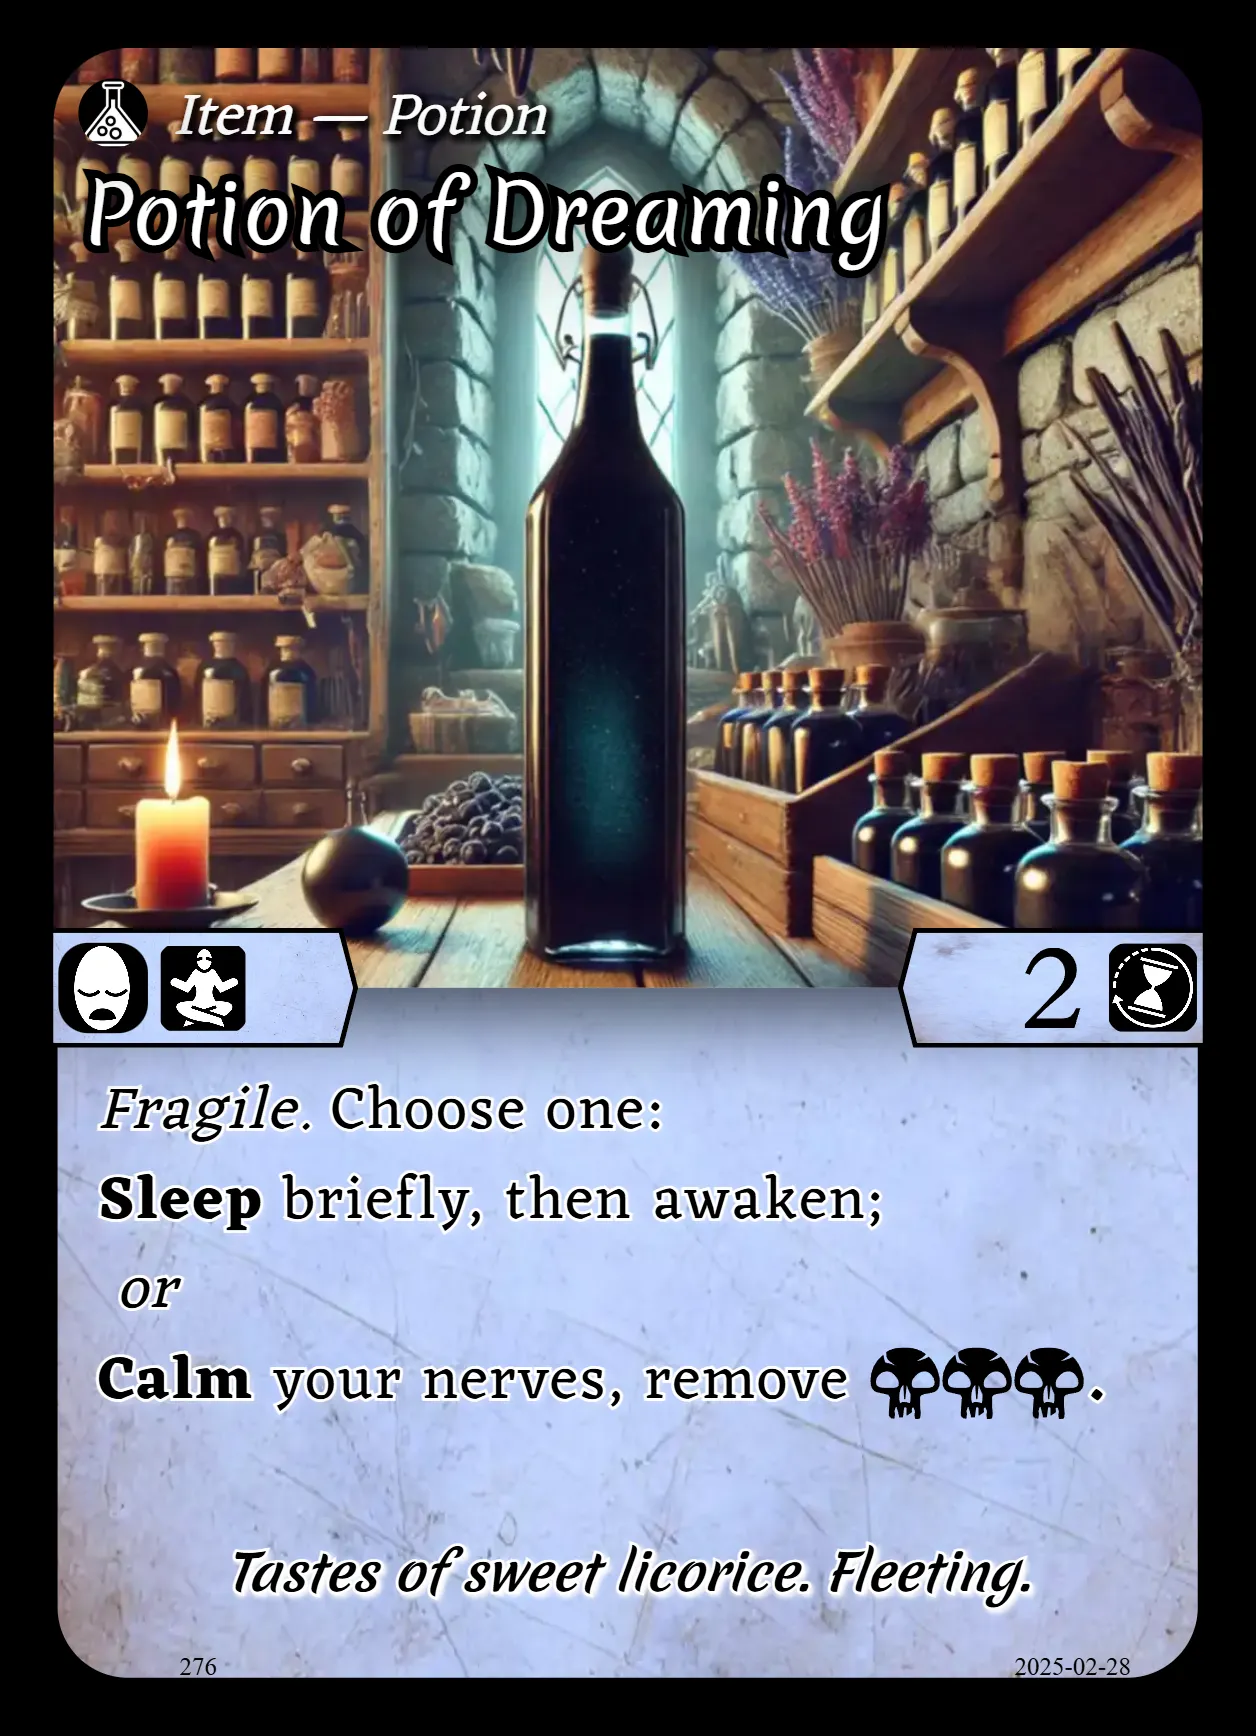 Item — Potion
Potion of Dreaming
2
Fragile. Choose one:
Sleep briefly, then awaken;
or
Calm your nerves, remove .
Tastes of sweet licorice. Fleeting.
276
2025-02-28